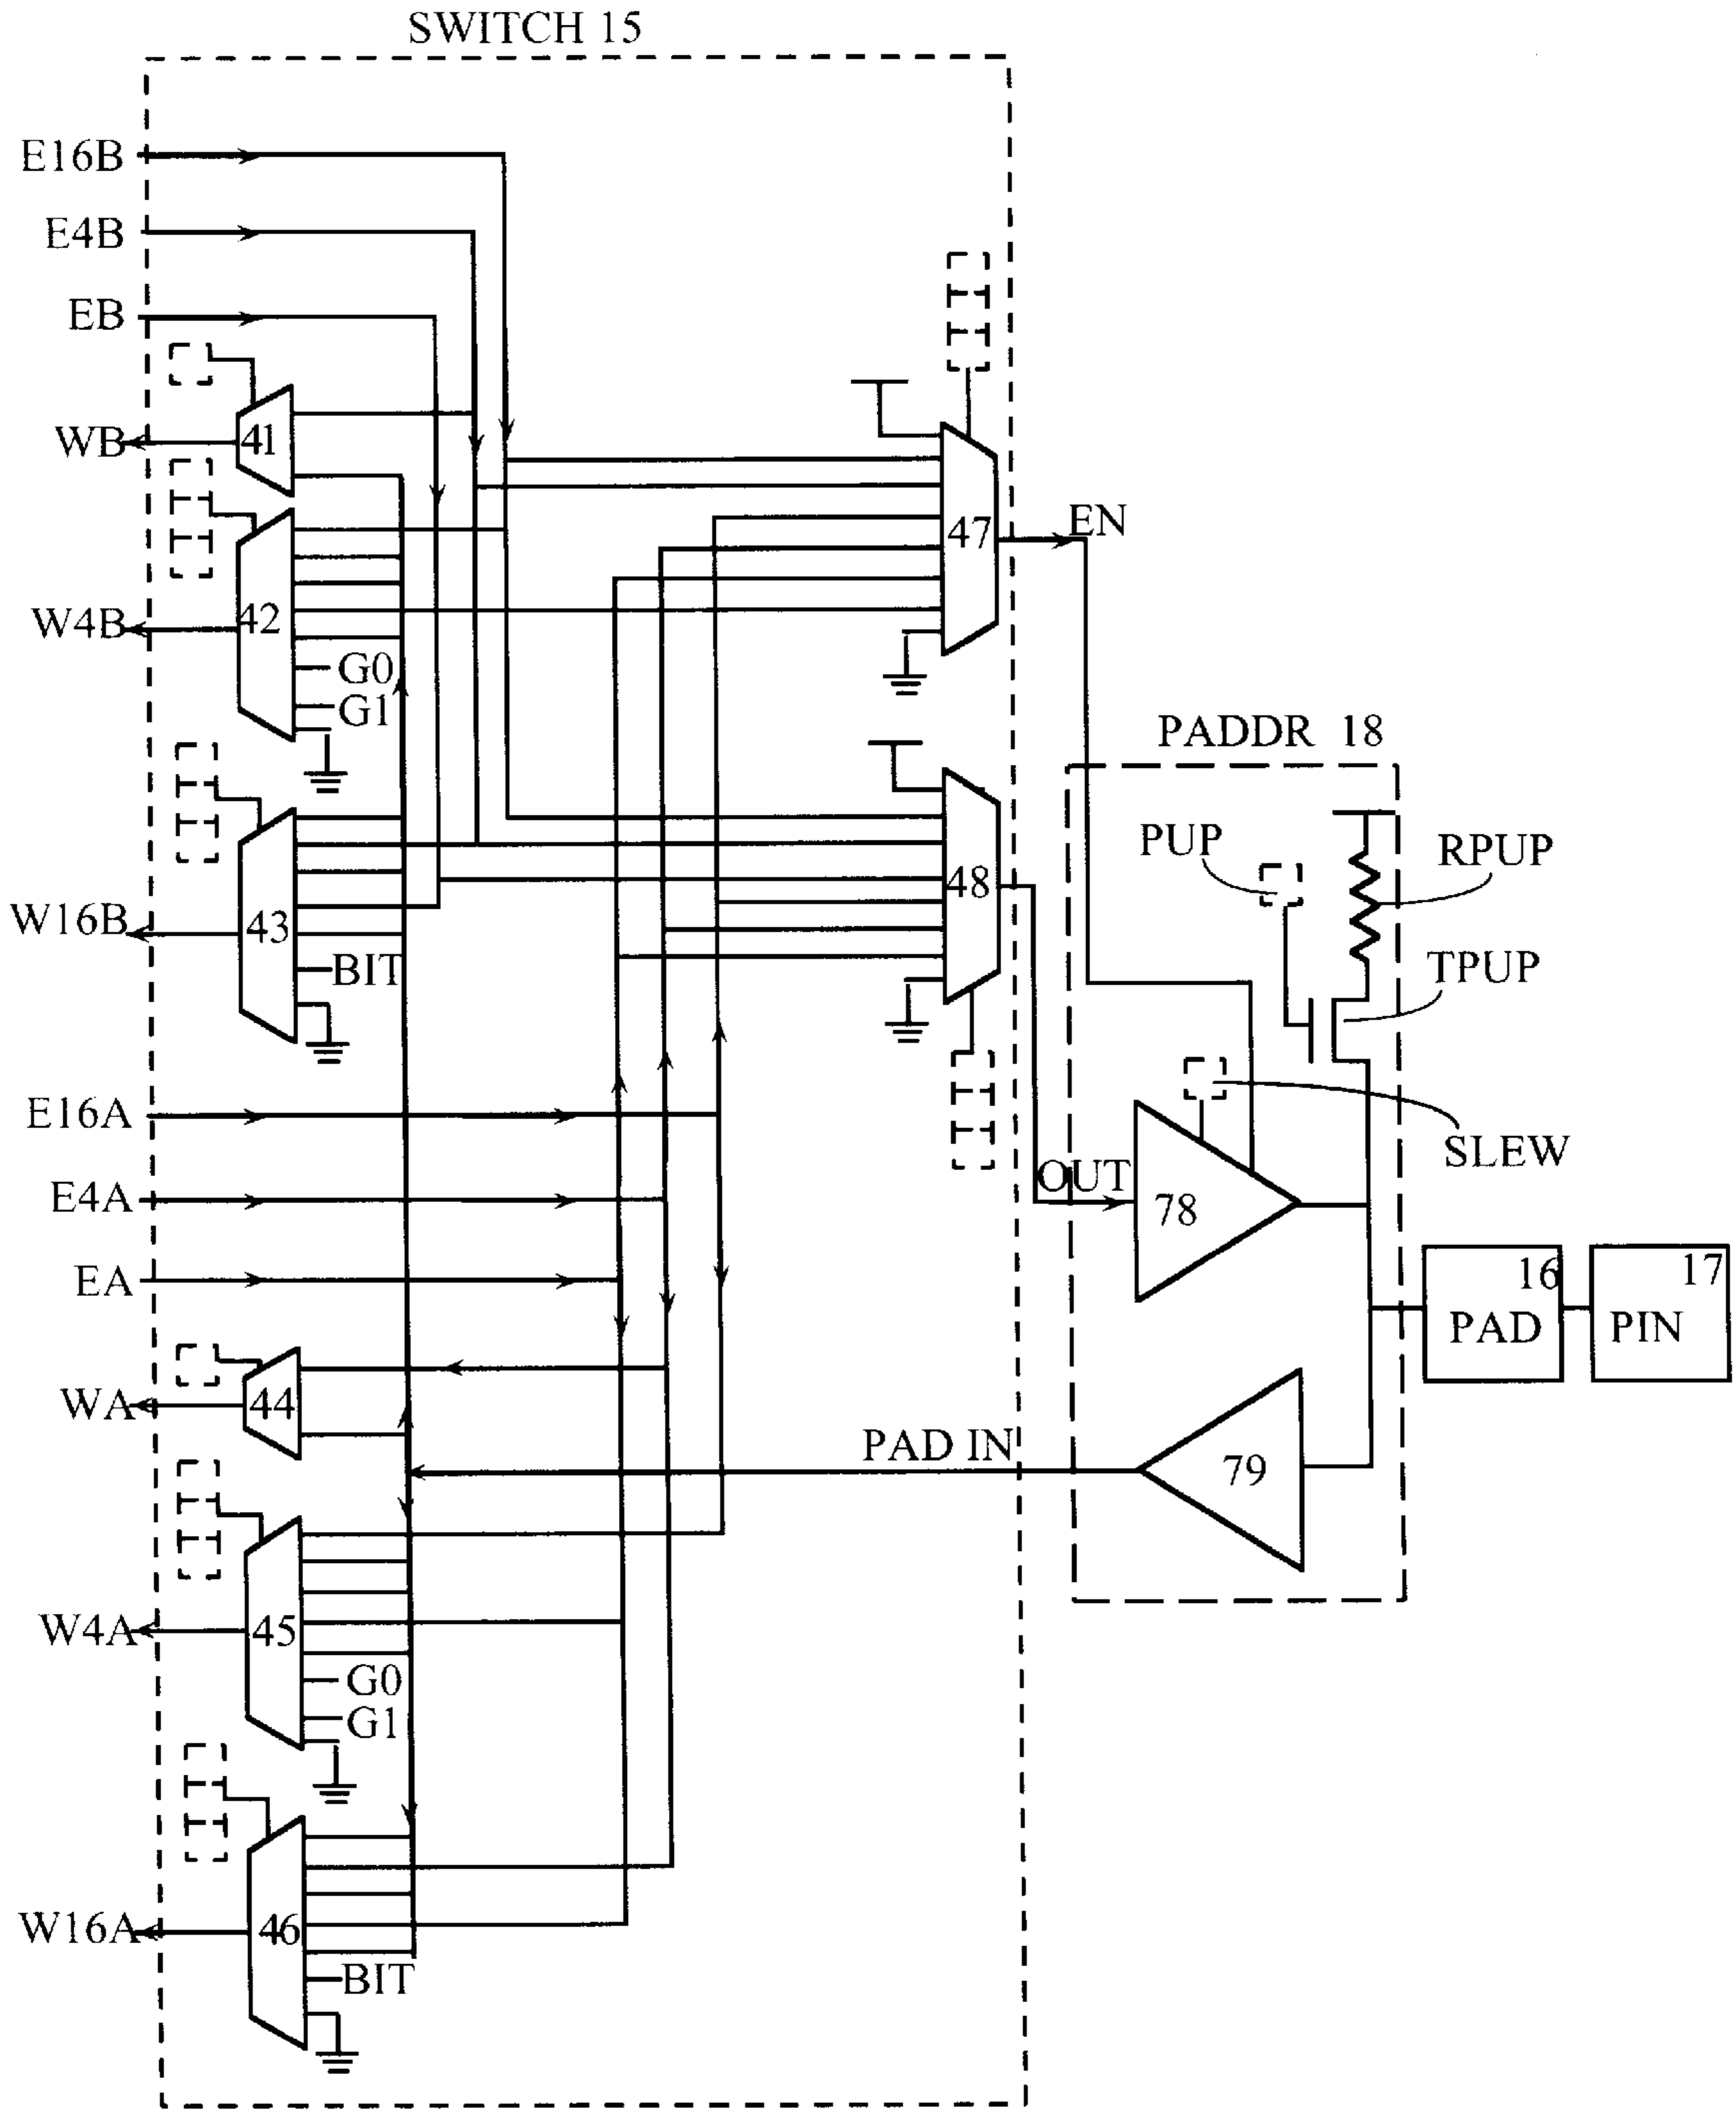 SWITCH 15
E16B
E4B
EB
41
WB
47
EN
42
W4B
G0
G1
PADDR 18
PUP
RPUP
48
43
W16B
BIT
TPUP
E16A
SLEW
E4A
OUT
78
EA
16
PAD
17
PIN
44
WA
PAD IN
79
45
W4A
G0
G1
46
W16A
BIT